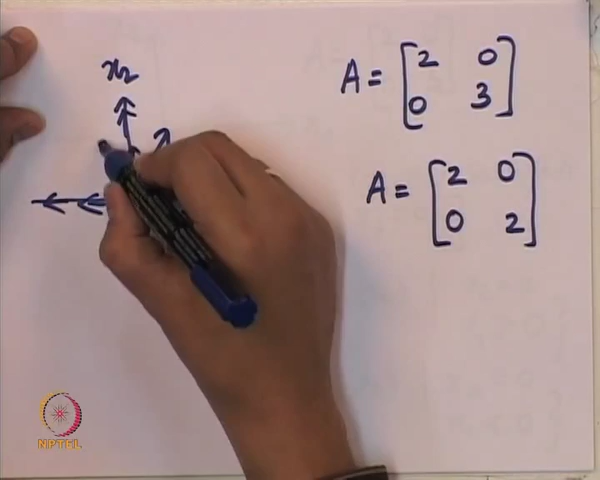 x2
A = [2 0
0 3]
A = [2 0
0 2]
NPTEL